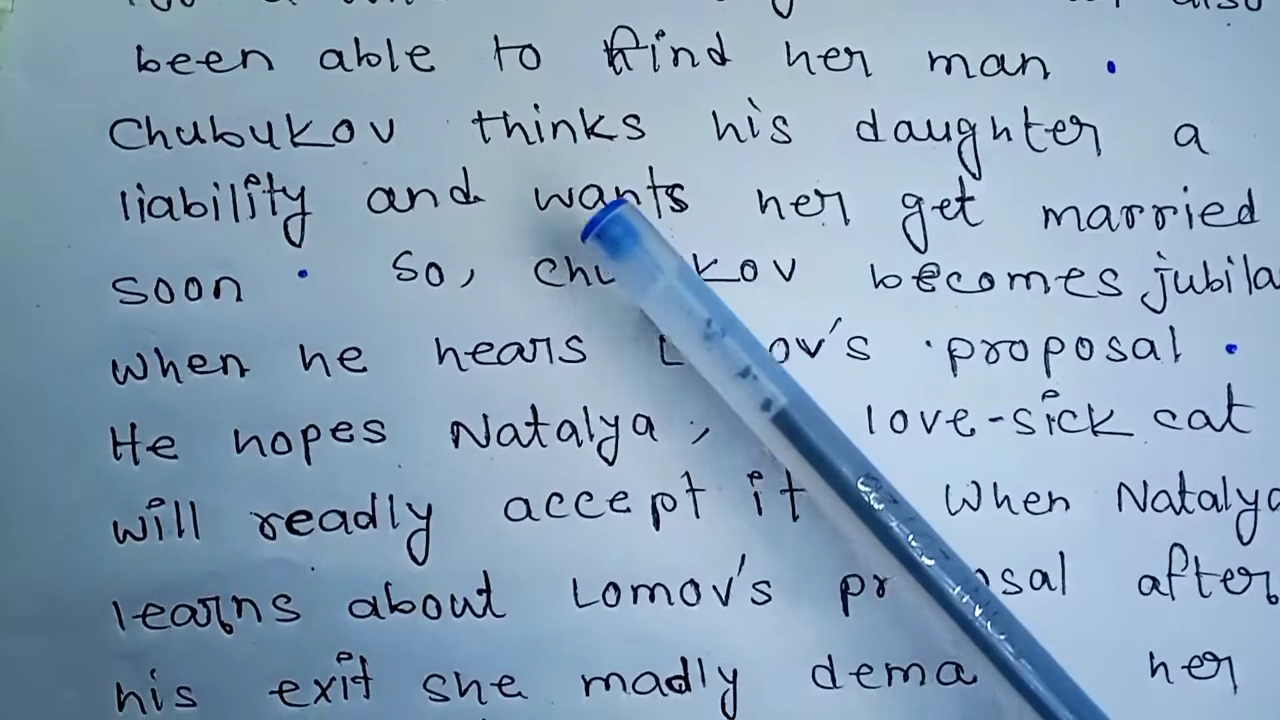 also
been able to find her man .
Chubukov thinks his daughter a
liability and wants her get married
soon . So, Chu kov becomes jubila
when he hears L ov's proposal .
He hopes Natalya, love-sick cat
will readly accept it When Natalya
learns about Lomov's pr sal after
his exit she madly dema her